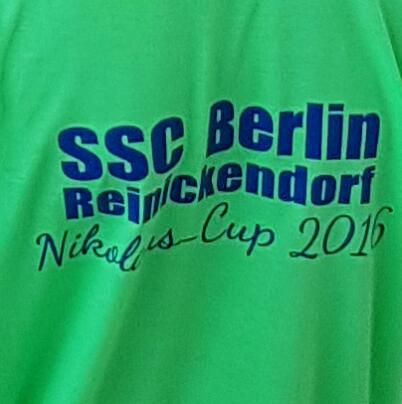 SSC Berlin
Reinickendorf
Nikolaus-Cup 2016